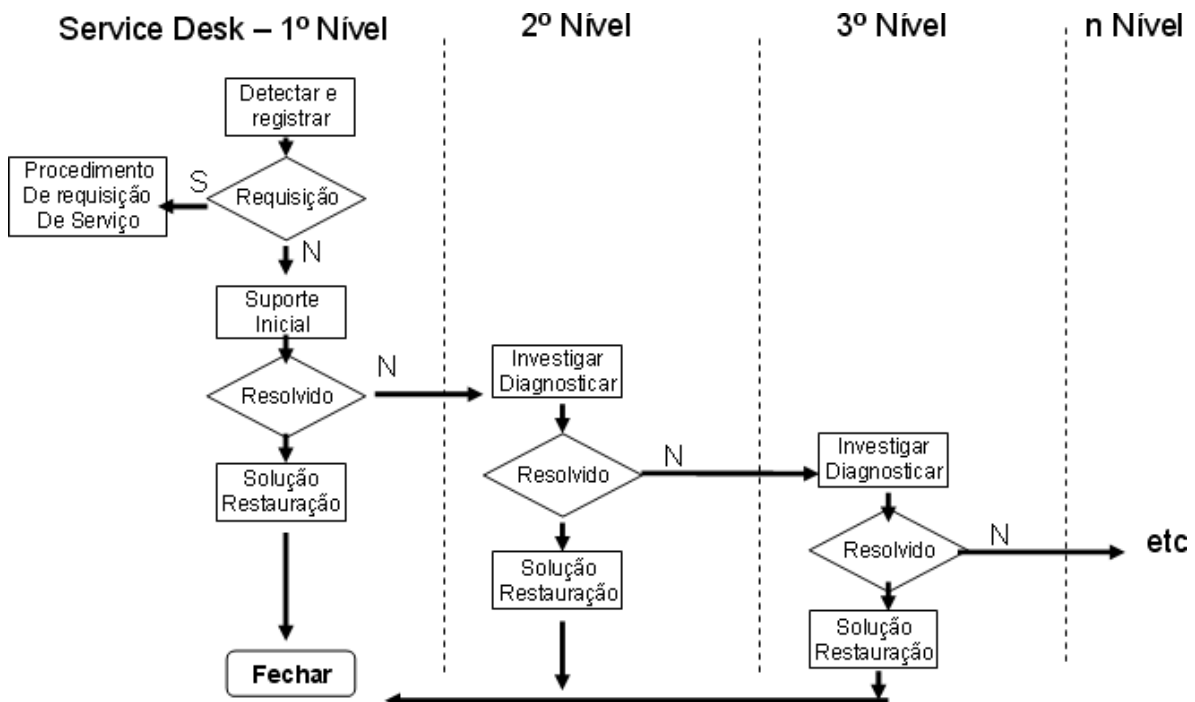 Service Desk – 1º Nível
2º Nível
3º Nível
n Nível
Detectar e
registrar
Procedimento
De requisição
De Serviço
S
Requisição
N
Suporte
Inicial
Resolvido
N
Solução
Restauração
Fechar
Investigar
Diagnosticar
Resolvido
N
Solução
Restauração
Investigar
Diagnosticar
Resolvido
N
etc
Solução
Restauração